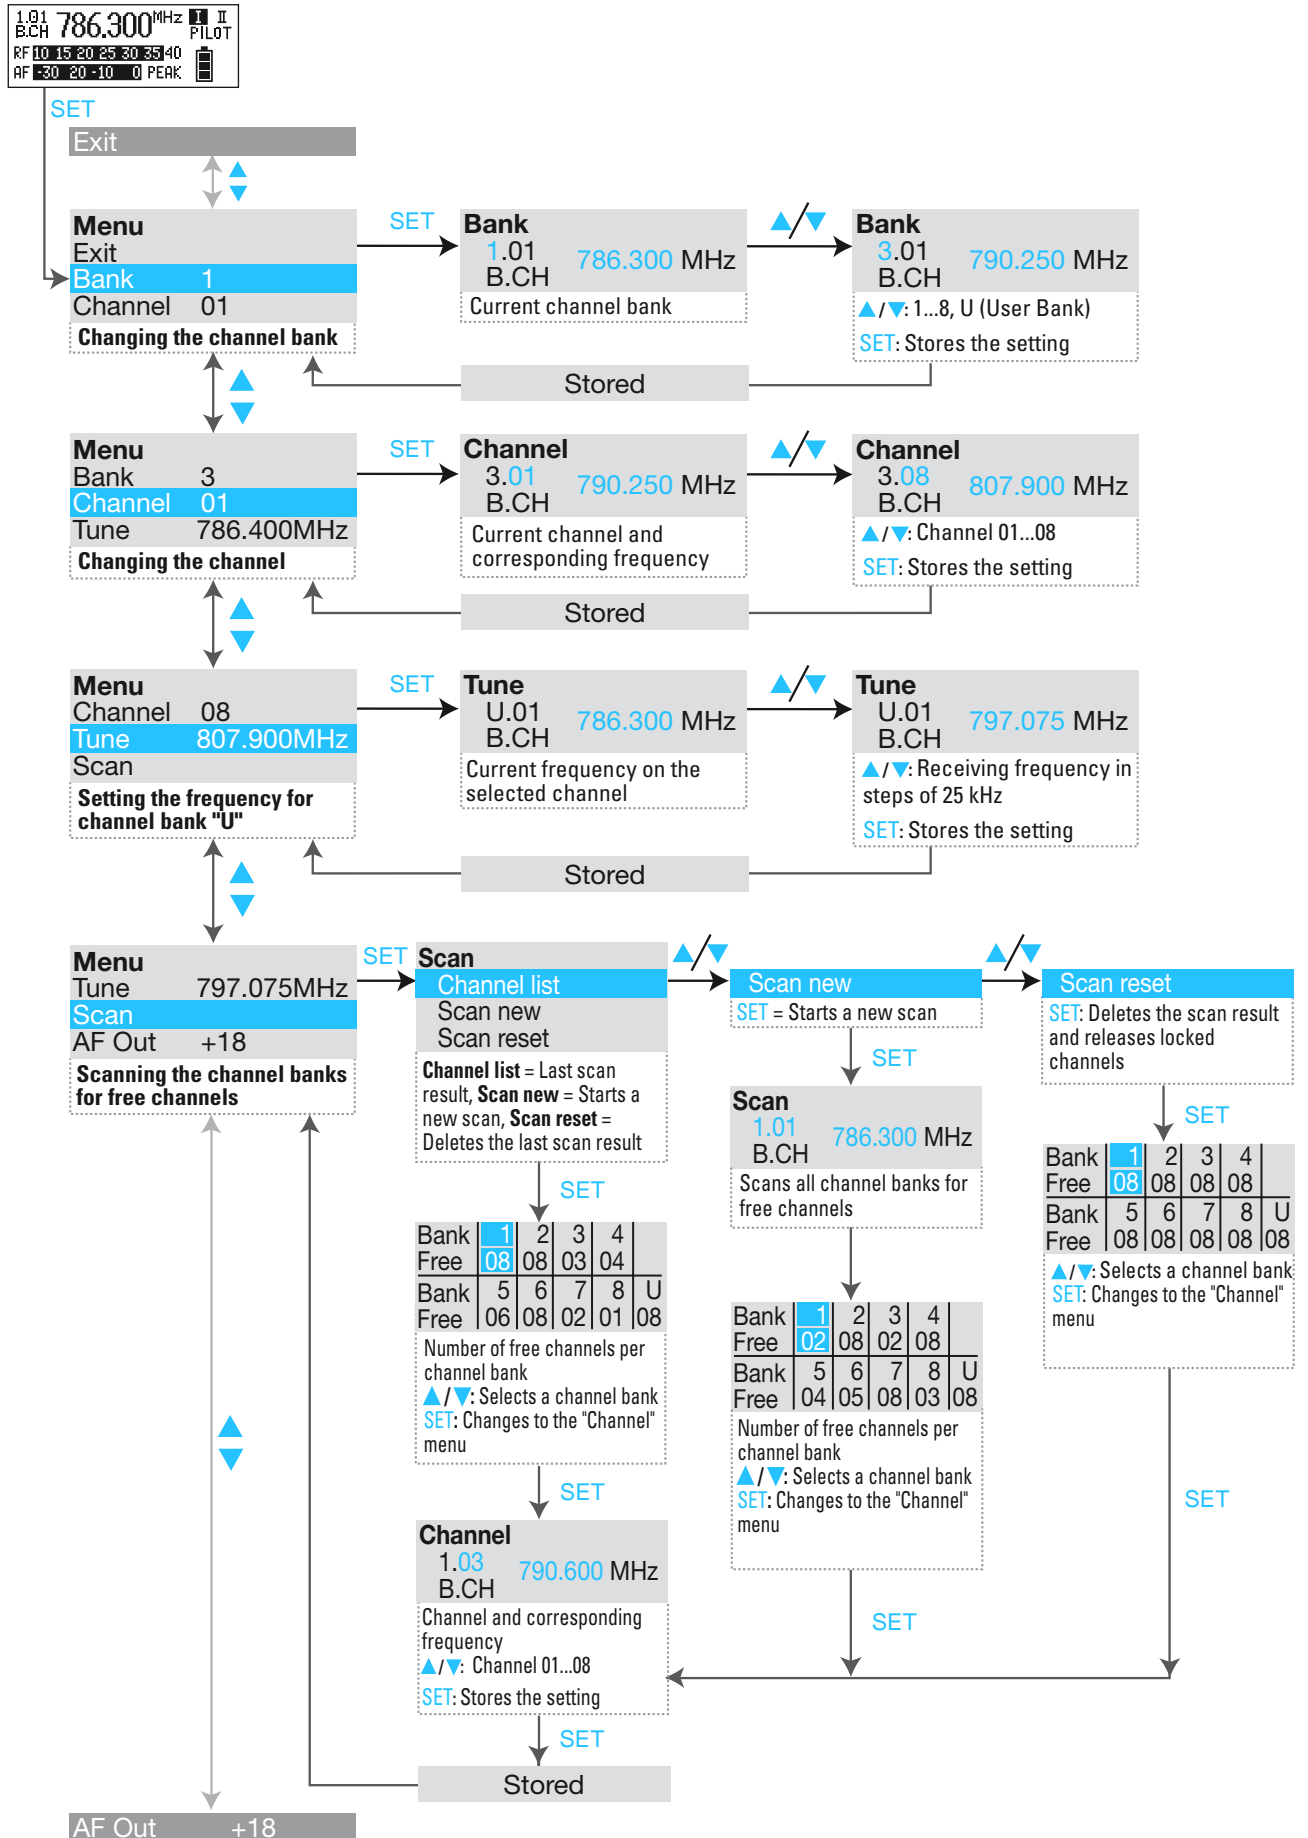 1.01 786.300MHz I II
B.CH PILOT
RF 10 15 20 25 30 35 40
AF -30 20 -10 0 PEAK
SET
Exit
Menu
Exit
Bank 1
Channel 01
Changing the channel bank
SET
Bank
1.01 786.300 MHz
B.CH
Current channel bank
▲/▼
Bank
3.01 790.250 MHz
B.CH
▲/▼: 1...8, U (User Bank)
SET: Stores the setting
Stored
Menu
Bank 3
Channel 01
Tune 786.400MHz
Changing the channel
SET
Channel
3.01 790.250 MHz
B.CH
Current channel and
corresponding frequency
▲/▼
Channel
3.08 807.900 MHz
B.CH
▲/▼: Channel 01...08
SET: Stores the setting
Stored
Menu
Channel 08
Tune 807.900MHz
Scan
Setting the frequency for
channel bank "U"
SET
Tune
U.01 786.300 MHz
B.CH
Current frequency on the
selected channel
▲/▼
Tune
U.01 797.075 MHz
B.CH
▲/▼: Receiving frequency in
steps of 25 kHz
SET: Stores the setting
Stored
Menu
Tune 797.075MHz
Scan
AF Out +18
Scanning the channel banks
for free channels
SET
Scan
Channel list
Scan new
Scan reset
Channel list = Last scan
result, Scan new = Starts a
new scan, Scan reset =
Deletes the last scan result
SET
Bank 1 2 3 4
Free 08 08 03 04
Bank 5 6 7 8 U
Free 06 08 02 01 08
Number of free channels per
channel bank
▲/▼: Selects a channel bank
SET: Changes to the "Channel"
menu
SET
Channel
1.03 790.600 MHz
B.CH
Channel and corresponding
frequency
▲/▼: Channel 01...08
SET: Stores the setting
SET
Stored
▲/▼
Scan new
SET = Starts a new scan
SET
Scan
1.01 786.300 MHz
B.CH
Scans all channel banks for
free channels
Bank 1 2 3 4
Free 02 08 02 08
Bank 5 6 7 8 U
Free 04 05 08 03 08
Number of free channels per
channel bank
▲/▼: Selects a channel bank
SET: Changes to the "Channel"
menu
SET
▲/▼
Scan reset
SET: Deletes the scan result
and releases locked
channels
SET
Bank 1 2 3 4
Free 08 08 08 08
Bank 5 6 7 8 U
Free 08 08 08 08 08
▲/▼: Selects a channel bank
SET: Changes to the "Channel"
menu
SET
AF Out +18